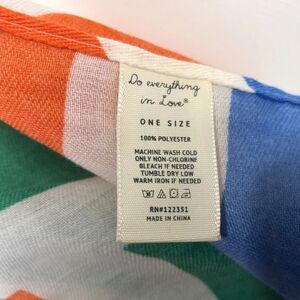 Do everything
in Love®
ONE SIZE
100% POLYESTER
MACHINE WASH COLD
ONLY NON-CHLORINE
BLEACH IF NEEDED
TUMBLE DRY LOW
WARM IRON IF NEEDED
RN#122351
MADE IN CHINA